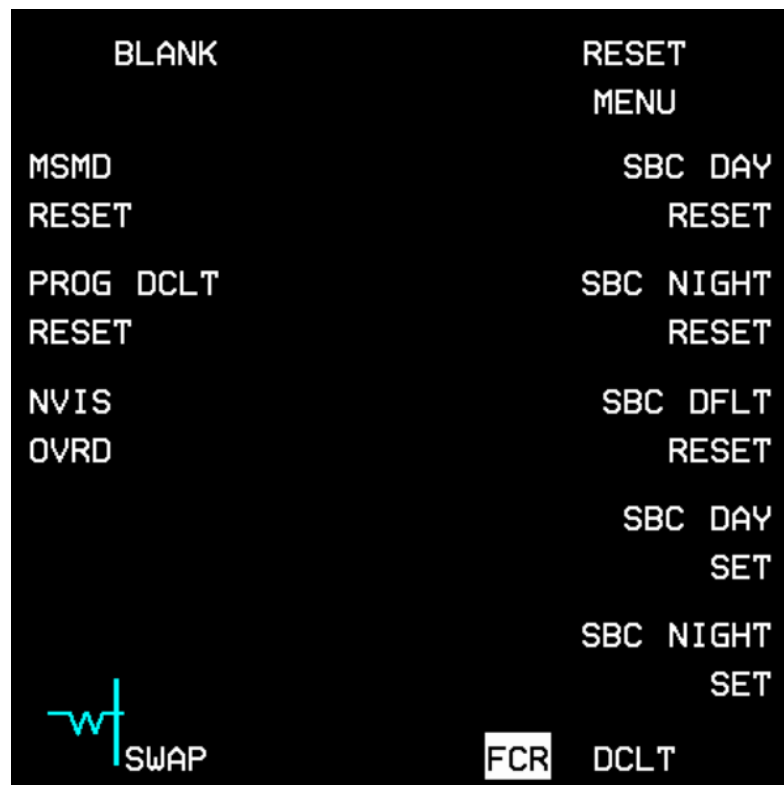 BLANK RESET
MENU
MSMD SBC DAY
RESET RESET
PROG DCLT SBC NIGHT
RESET RESET
NVIS SBC DFLT
OVRD RESET
SBC DAY
SET
SBC NIGHT
SET
W
SWAP FCR DCLT